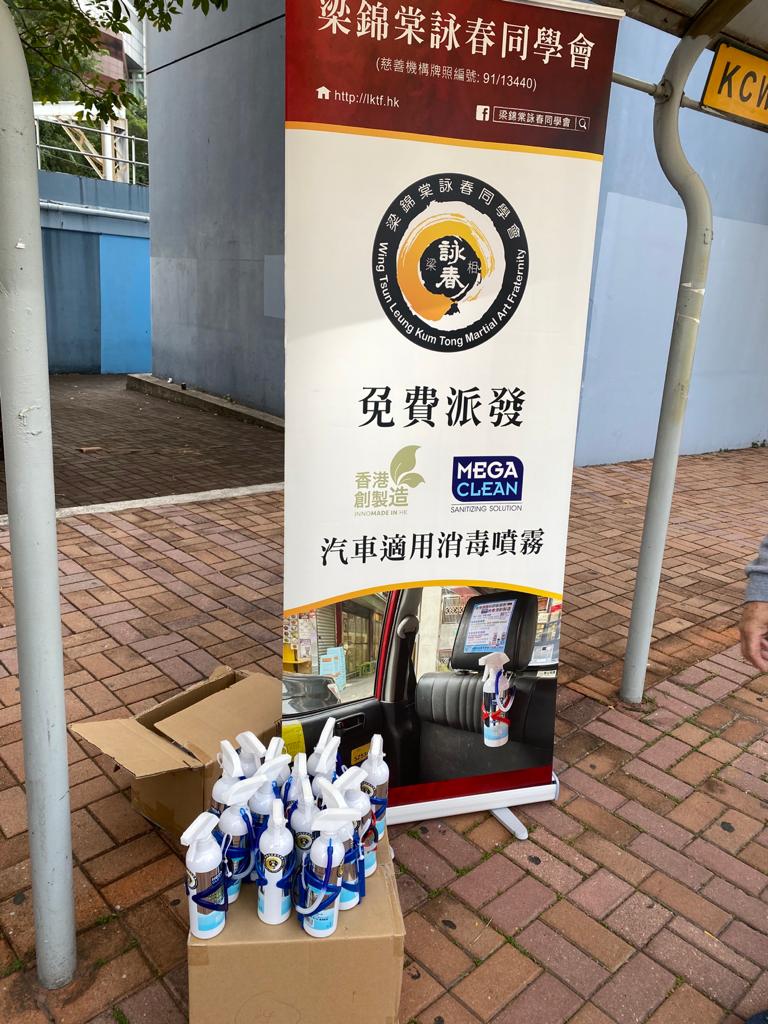 梁錦棠詠春同學會
(慈善機構牌照編號: 91/13440)
http://lktf.hk
梁錦棠詠春同學會
KCW
梁錦棠詠春同學會
詠春
梁 相
Wing Tsun Leung Kum Tong Martial Art Fraternity
免費派發
香港
創製造
INNOMADE IN HK
MEGA
CLEAN
SANITIZING SOLUTION
汽車適用消毒噴霧